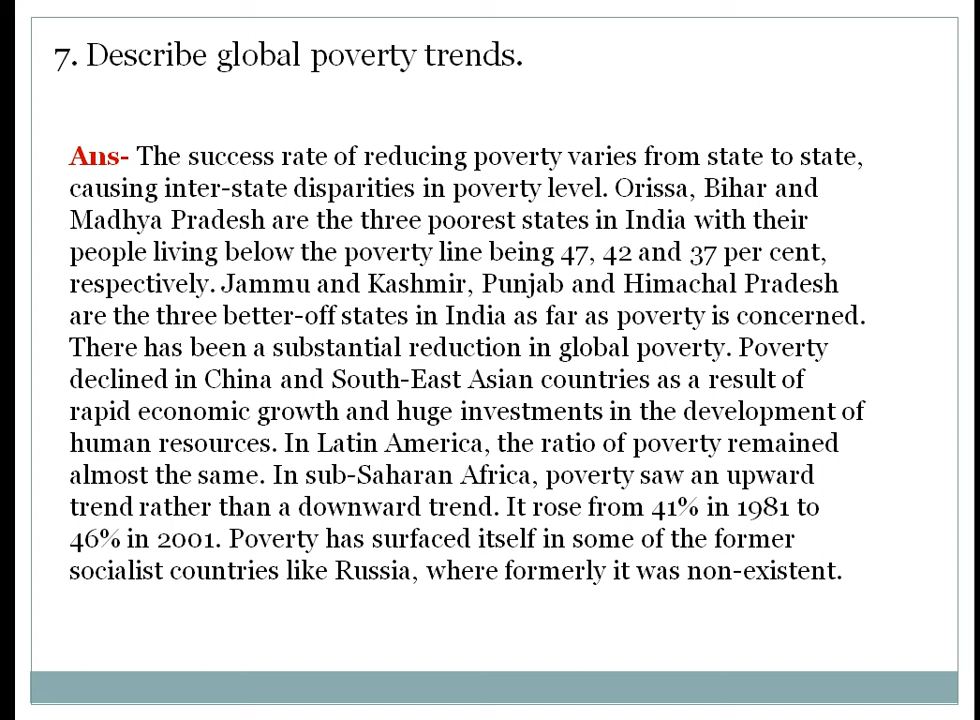 7. Describe global poverty trends.
Ans- The success rate of reducing poverty varies from state to state,
causing inter-state disparities in poverty level. Orissa, Bihar and
Madhya Pradesh are the three poorest states in India with their
people living below the poverty line being 47, 42 and 37 per cent,
respectively. Jammu and Kashmir, Punjab and Himachal Pradesh
are the three better-off states in India as far as poverty is concerned.
There has been a substantial reduction in global poverty. Poverty
declined in China and South-East Asian countries as a result of
rapid economic growth and huge investments in the development of
human resources. In Latin America, the ratio of poverty remained
almost the same. In sub-Saharan Africa, poverty saw an upward
trend rather than a downward trend. It rose from 41% in 1981 to
46% in 2001. Poverty has surfaced itself in some of the former
socialist countries like Russia, where formerly it was non-existent.